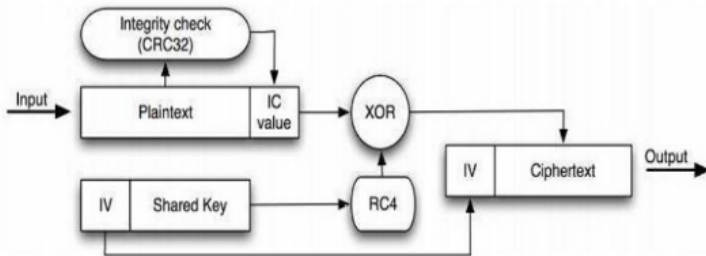 Integrity check
(CRC32)
Input
Plaintext
IC
value
XOR
IV
Shared Key
RC4
IV
Ciphertext
Output